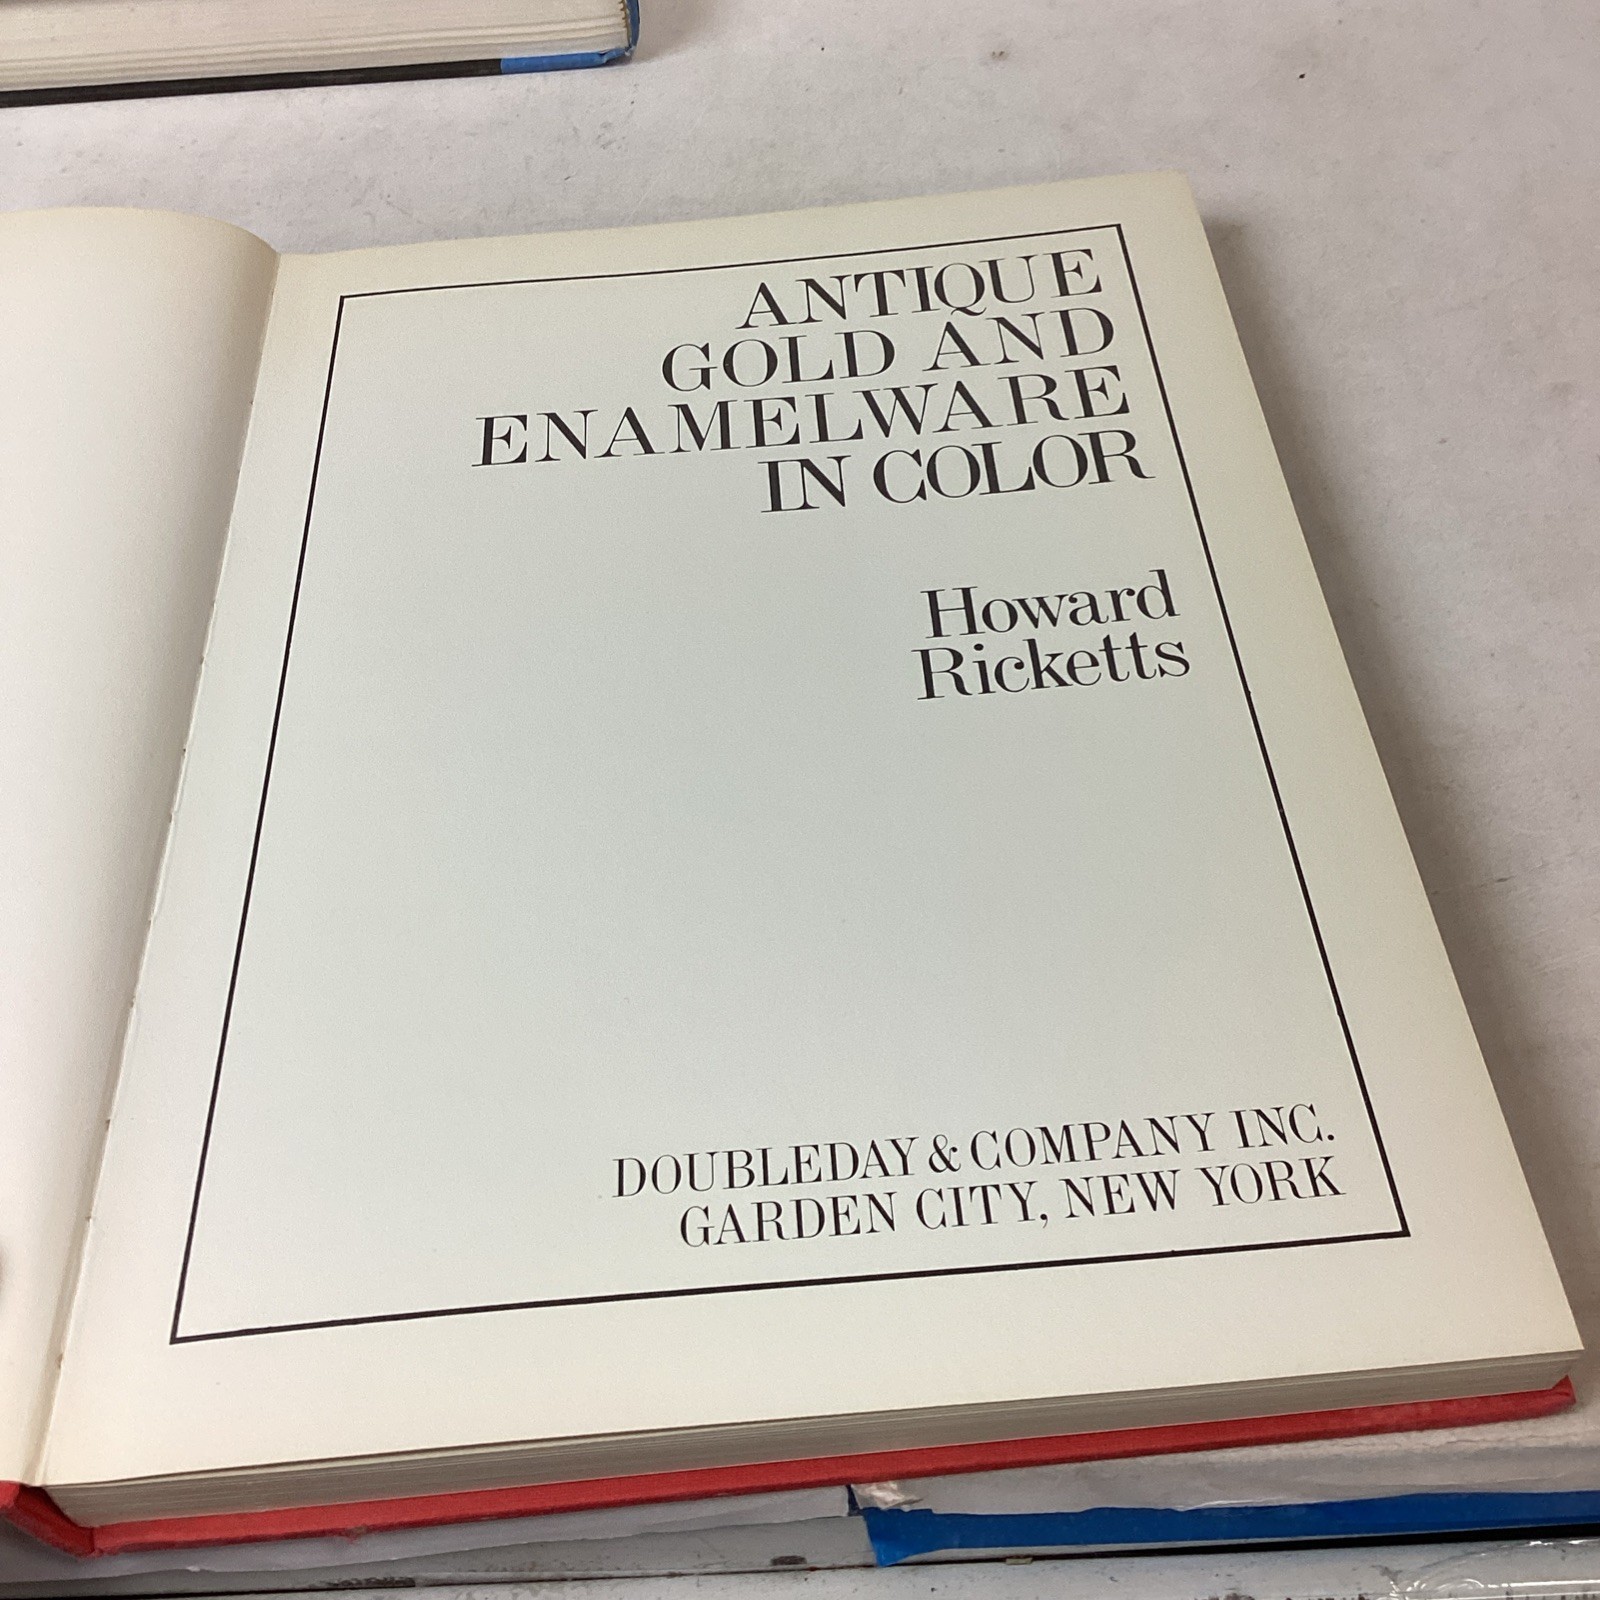 ANTIQUE
GOLD AND
ENAMELWARE
IN COLOR
Howard
Ricketts
DOUBLEDAY & COMPANY INC.
GARDEN CITY, NEW YORK